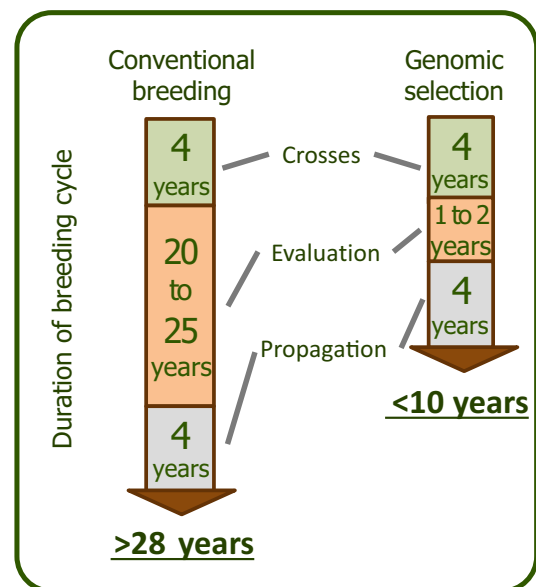 Conventional
breeding
Genomic
selection
Duration of breeding cycle
4
years
Crosses
4
years
20
to
25
years
Evaluation
1 to 2
years
Propagation
4
years
4
years
>28 years
<10 years